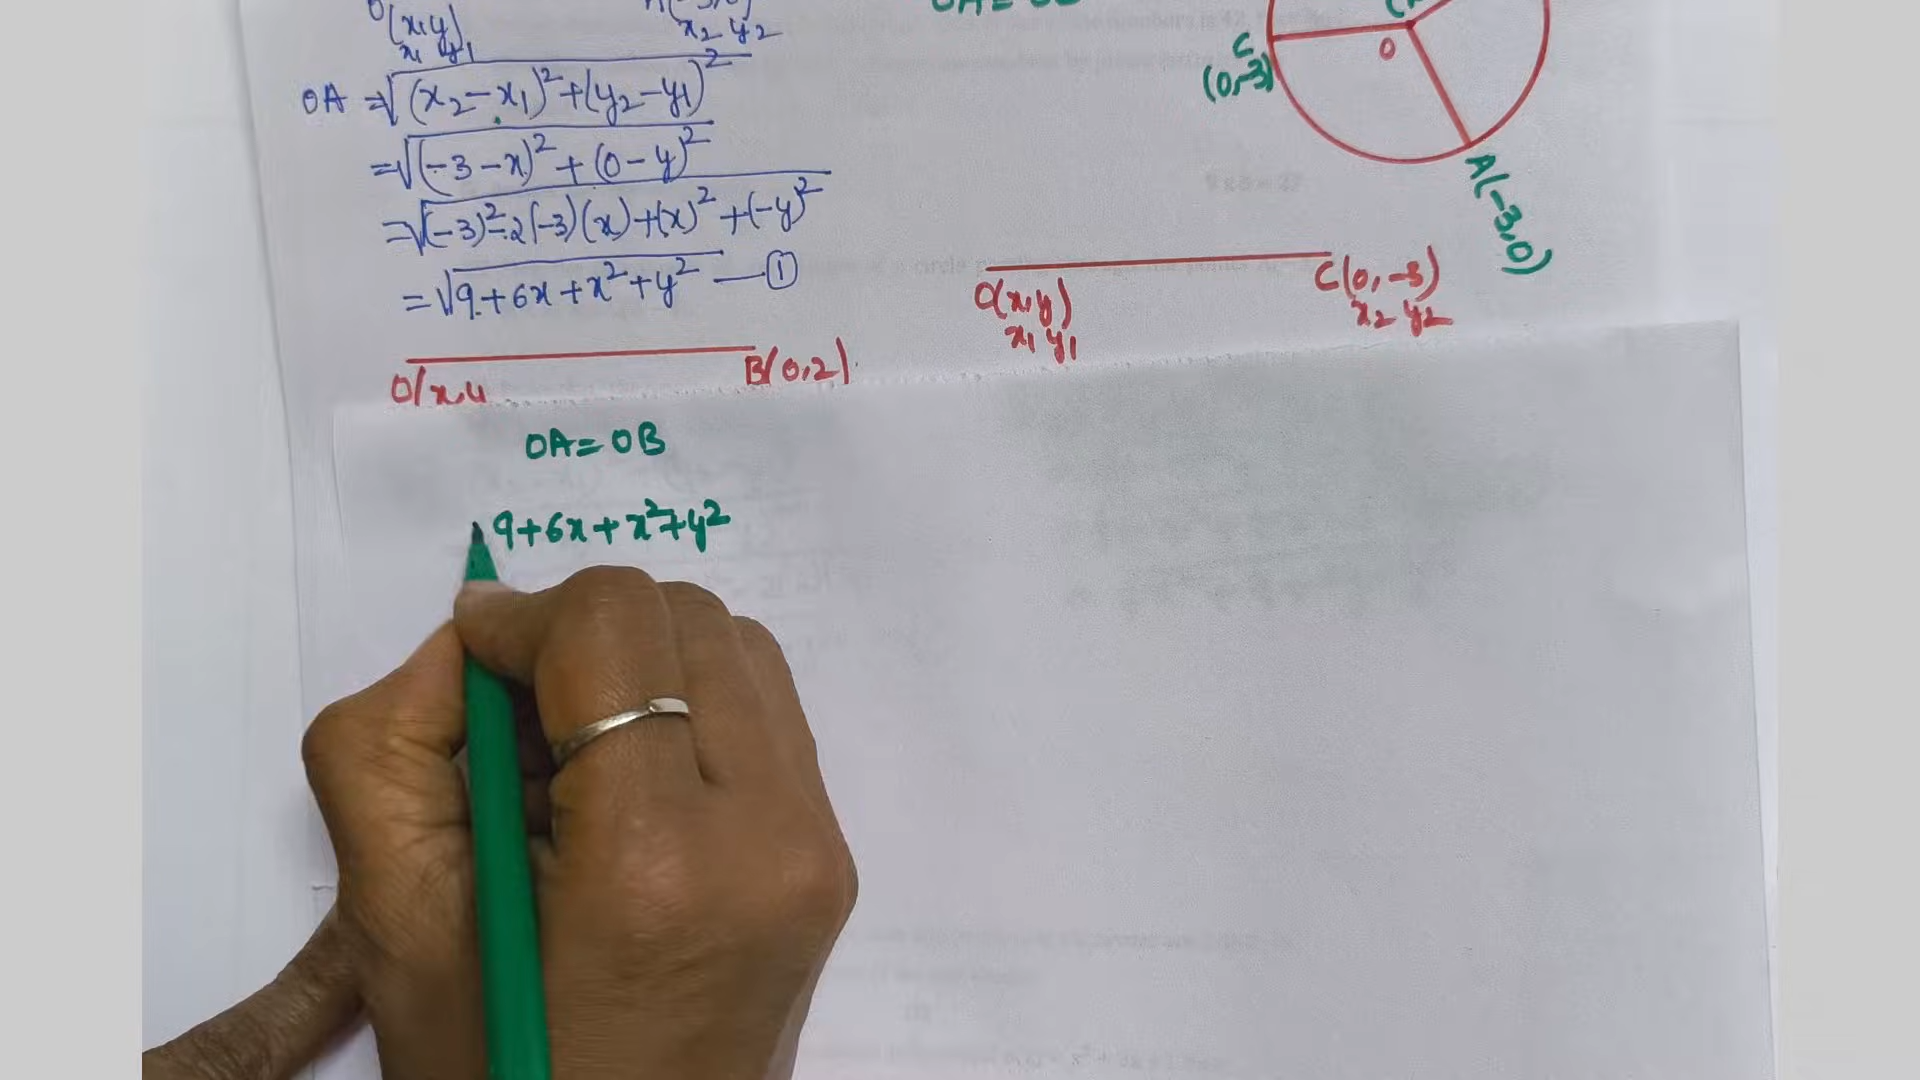 (x,y)
x₁ y₁
x₂ y₂
OA =√(x₂-x₁)²+(y₂-y₁)²
=√(-3-x)²+(0-y)²
=√(-3)²-2(-3)(x)+(x)²+(-y)²
=√9+6x+x²+y² —①
O
C
(0,-3)
A(-3,0)
O(x,y)
x₁ y₁
C(0,-3)
x₂ y₂
O(x,y
B(0,2)
OA=OB
9+6x+x²+y²